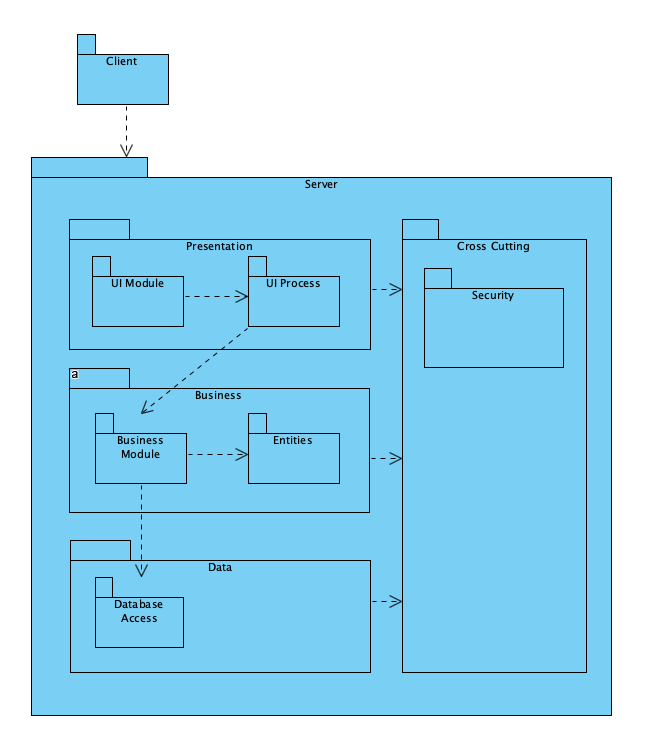 Client
Server
Presentation
Cross Cutting
UI Module
UI Process
Security
a
Business
Business
Module
Entities
Data
Database
Access